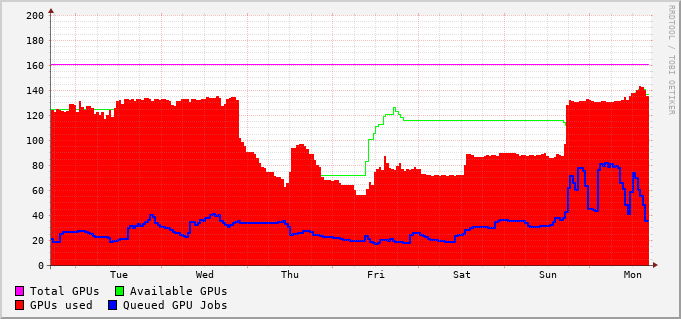 200
180
160
140
120
100
80
60
40
20
0
Tue Wed Thu Fri Sat Sun Mon
Total GPUs Available GPUs
GPUs used Queued GPU Jobs
RRDTOOL / TOBI OETIKER